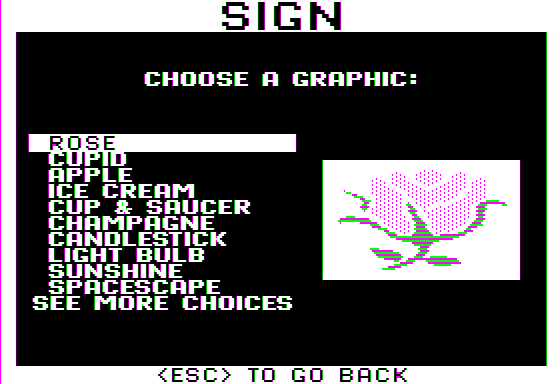 SIGN
CHOOSE A GRAPHIC:
ROSE
CUPID
APPLE
ICE CREAM
CUP & SAUCER
CHAMPAGNE
CANDLESTICK
LIGHT BULB
SUNSHINE
SPACESCAPE
SEE MORE CHOICES
<ESC> TO GO BACK